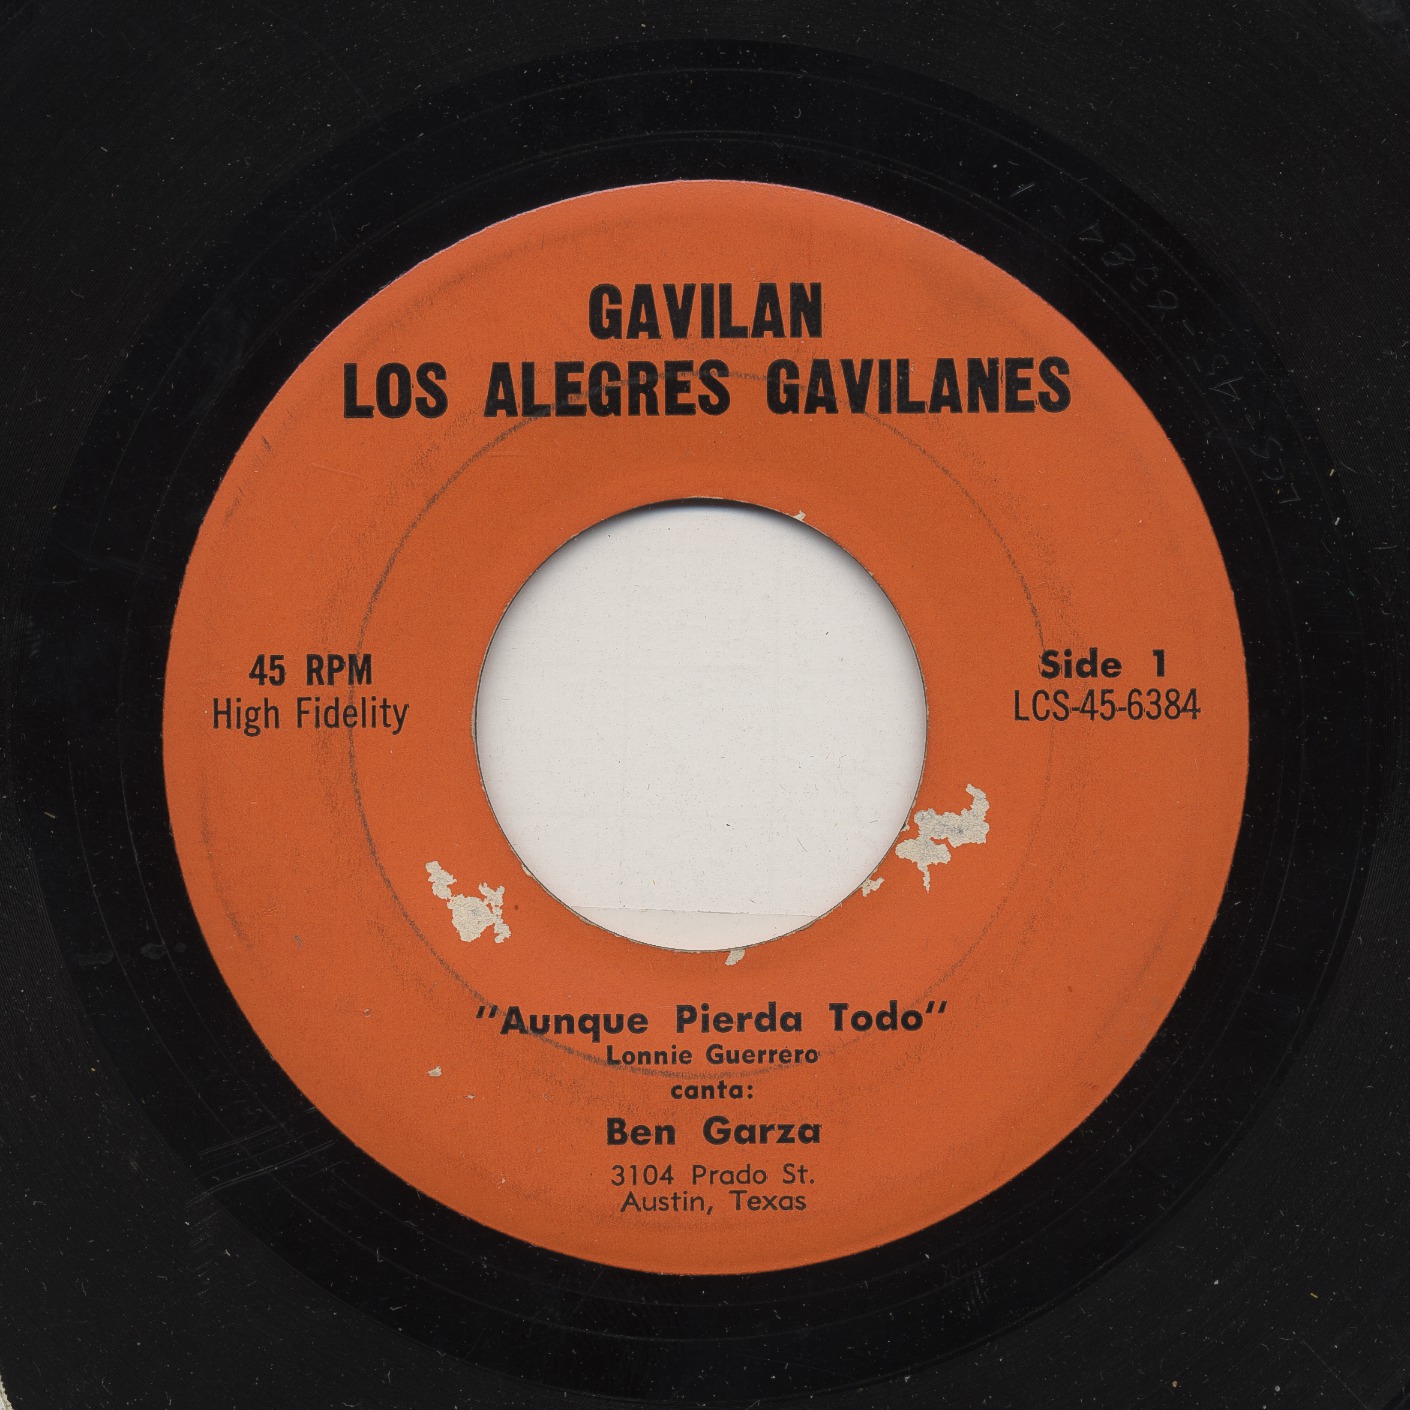 GAVILAN
LOS ALEGRES GAVILANES
45 RPM
High Fidelity
Side 1
LCS-45-6384
"Aunque Pierda Todo"
Lonnie Guerrero
canta:
Ben Garza
3104 Prado St.
Austin, Texas